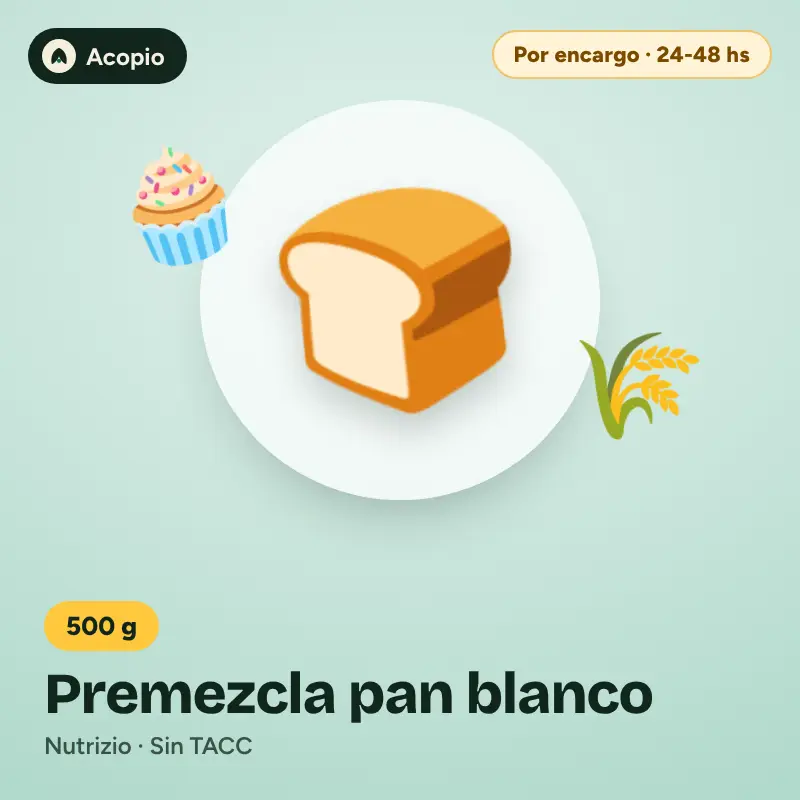 Acopio
Por encargo · 24-48 hs
500 g
Premezcla pan blanco
Nutrizio · Sin TACC